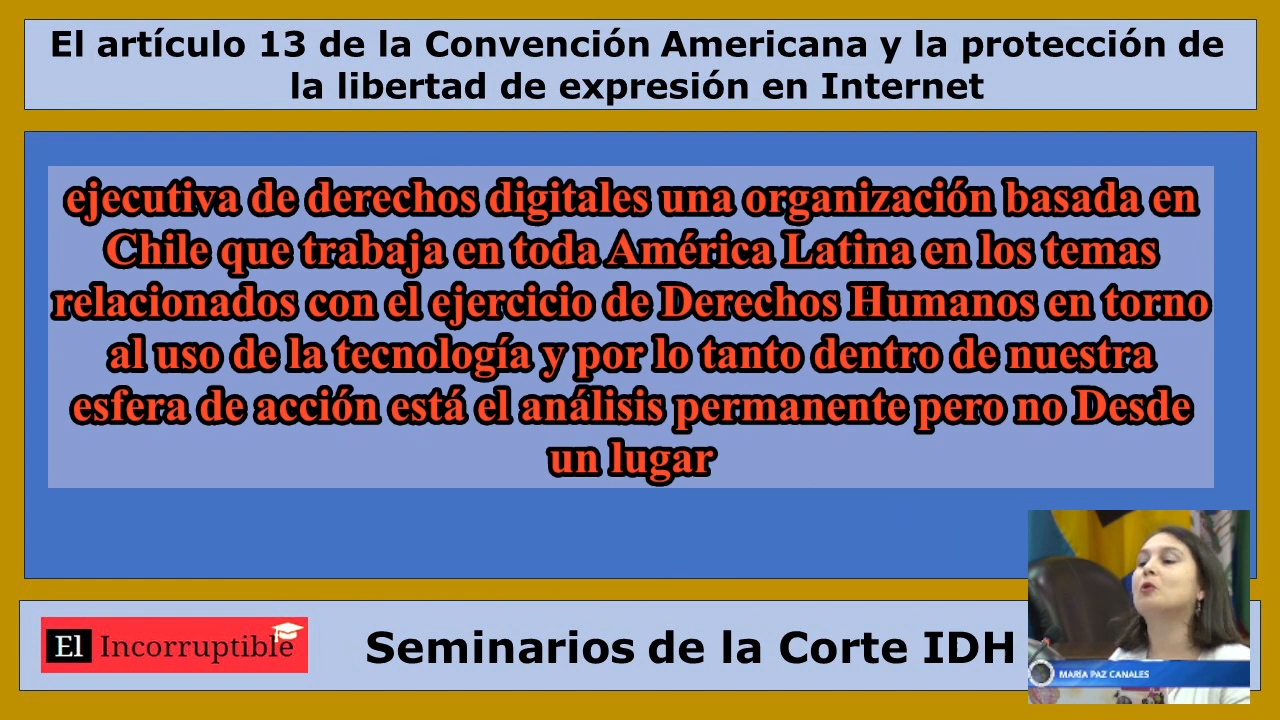 El artículo 13 de la Convención Americana y la protección de
la libertad de expresión en Internet
ejecutiva de derechos digitales una organización basada en
Chile que trabaja en toda América Latina en los temas
relacionados con el ejercicio de Derechos Humanos en torno
al uso de la tecnología y por lo tanto dentro de nuestra
esfera de acción está el análisis permanente pero no Desde
un lugar
El Incorruptible
Seminarios de la Corte IDH
MARÍA PAZ CANALES